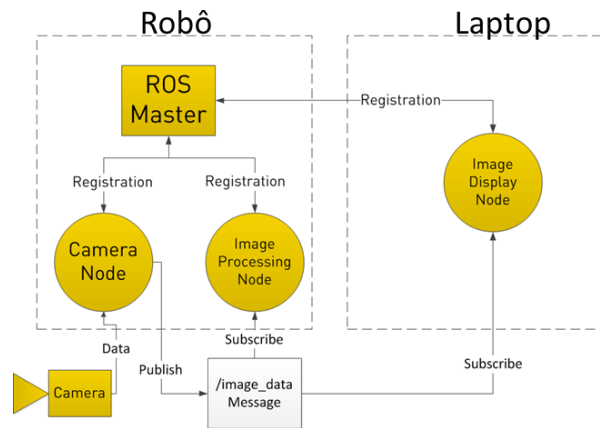 Robô
Laptop
ROS
Master
Registration
Registration
Registration
Image
Display
Node
Camera
Node
Image
Processing
Node
Data
Publish
Subscribe
Subscribe
Camera
/image_data
Message